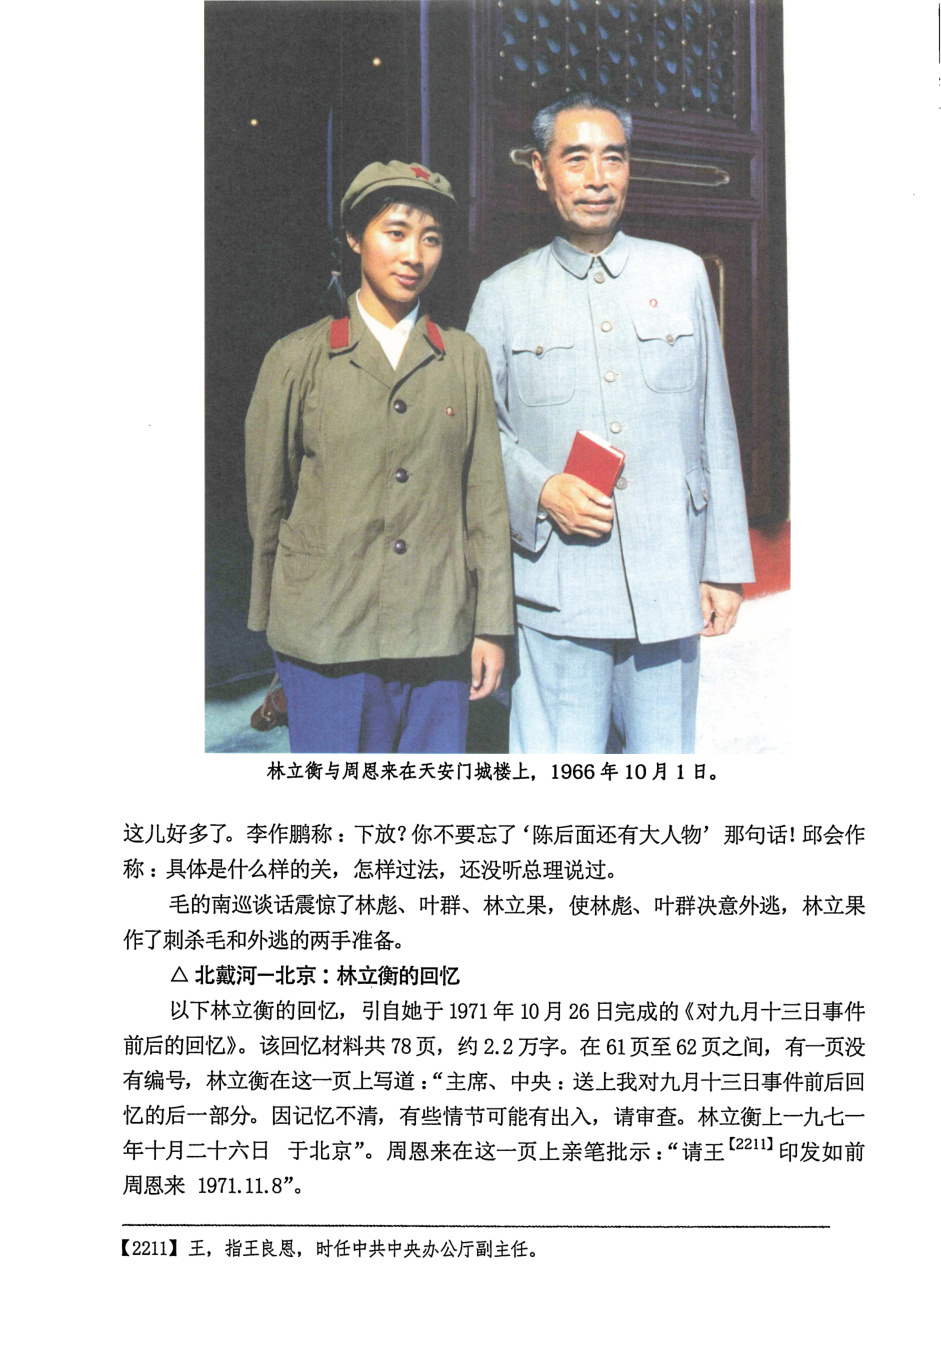 林立衡与周恩来在天安门城楼上，1966 年 10 月 1 日。
这儿好多了。李作鹏称：下放？你不要忘了‘陈后面还有大人物’那句话！邱会作
称：具体是什么样的关，怎样过法，还没听总理说过。
毛的南巡谈话震惊了林彪、叶群、林立果，使林彪、叶群决意外逃，林立果
作了刺杀毛和外逃的两手准备。
△ 北戴河—北京：林立衡的回忆
以下林立衡的回忆，引自她于 1971 年 10 月 26 日完成的《对九月十三日事件
前后的回忆》。该回忆材料共 78 页，约 2.2 万字。在 61 页至 62 页之间，有一页没
有编号，林立衡在这一页上写道：“主席、中央：送上我对九月十三日事件前后回
忆的后一部分。因记忆不清，有些情节可能有出入，请审查。林立衡上一九七一
年十月二十六日 于北京”。周恩来在这一页上亲笔批示：“请王【2211】印发如前
周恩来 1971.11.8”。
【2211】王，指王良恩，时任中共中央办公厅副主任。